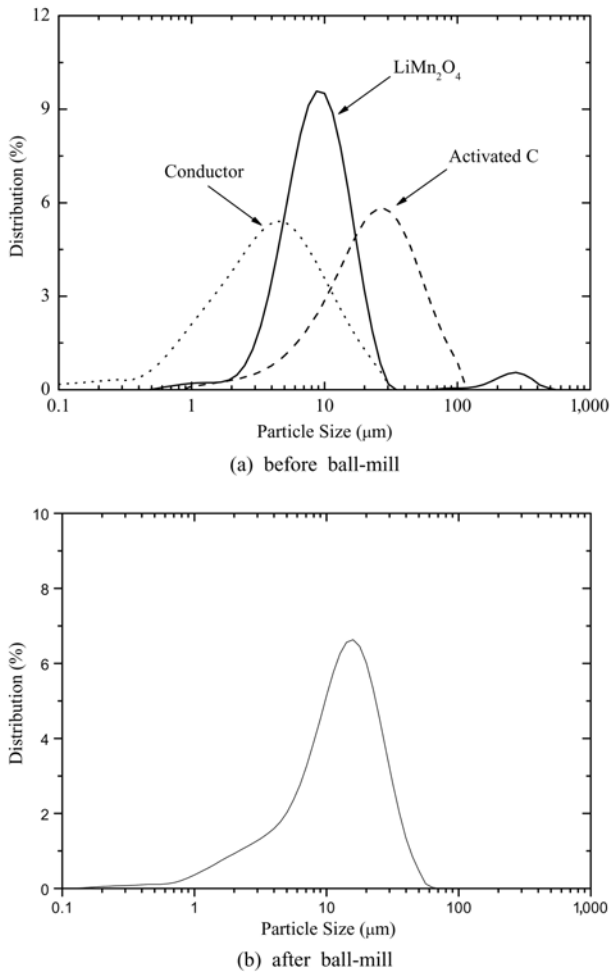 12
LiMn₂O₄
9
Activated C
Conductor
Distribution (%)
6
3
0
0.1 1 10 100 1,000
Particle Size (μm)
(a) before ball-mill
10
8
Distribution (%)
6
4
2
0
0.1 1 10 100 1,000
Particle Size (μm)
(b) after ball-mill